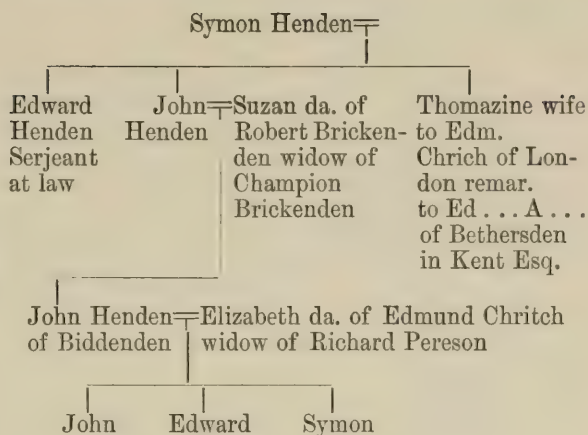 Symon Henden
Edward
Henden
Serjeant
at law
John
Henden
Suzan da. of
Robert Bricken-
den widow of
Champion
Brickenden
Thomazine wife
to Edm.
Chrich of Lon-
don remar.
to Ed . . . A . . .
of Bethersden
in Kent Esq.
John Henden
of Biddenden
Elizabeth da. of Edmund Chritch
widow of Richard Pereson
John
Edward
Symon